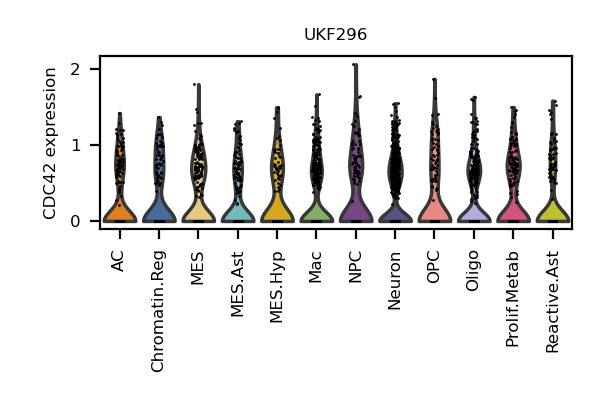 UKF296
CDC42 expression
2
1
0
AC
Chromatin.Reg
MES
MES.Ast
MES.Hyp
Mac
NPC
Neuron
OPC
Oligo
Prolif.Metab
Reactive.Ast